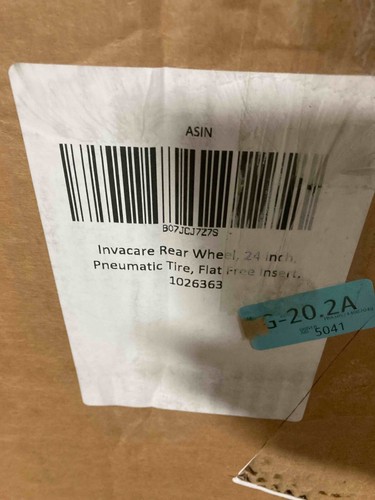 ASIN
B07JCJ7Z7S
Invacare Rear Wheel, 24 inch,
Pneumatic Tire, Flat Free Insert,
1026363
G-20.2A
5041